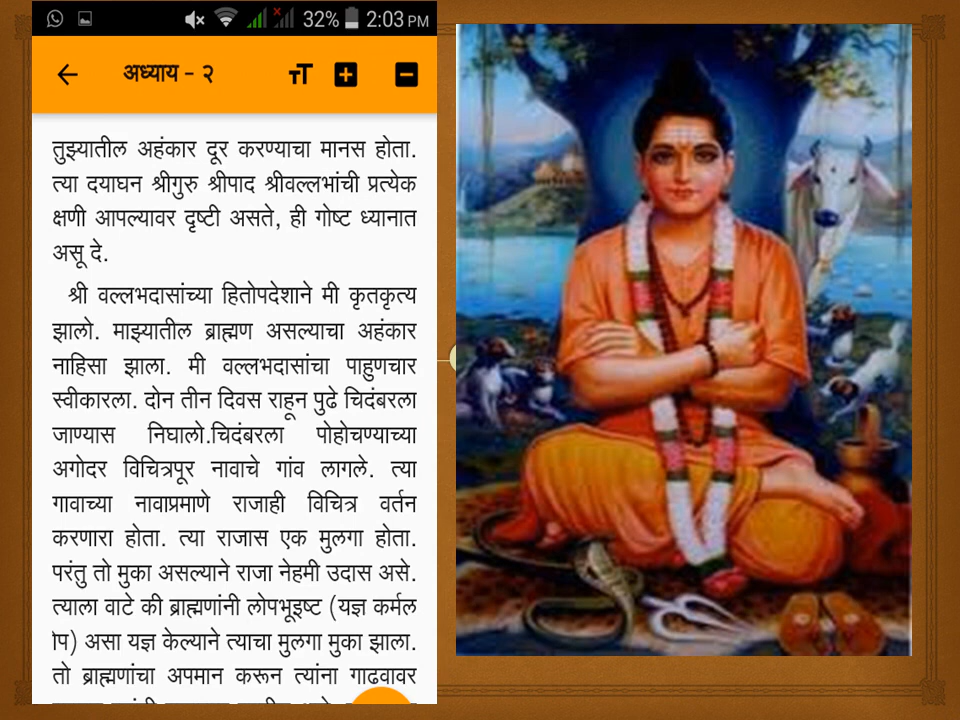 32% 2:03 PM
अध्याय - २
तुझ्यातील अहंकार दूर करण्याचा मानस होता.
त्या दयाघन श्रीगुरु श्रीपाद श्रीवल्लभांची प्रत्येक
क्षणी आपल्यावर दृष्टी असते, ही गोष्ट ध्यानात
असू दे.
श्री वल्लभदासांच्या हितोपदेशाने मी कृतकृत्य
झालो. माझ्यातील ब्राह्मण असल्याचा अहंकार
नाहिसा झाला. मी वल्लभदासांचा पाहुणचार
स्वीकारला. दोन तीन दिवस राहून पुढे चिदंबरला
जाण्यास निघालो.चिदंबरला पोहोचण्याच्या
अगोदर विचित्रपूर नावाचे गांव लागले. त्या
गावाच्या नावाप्रमाणे राजाही विचित्र वर्तन
करणारा होता. त्या राजास एक मुलगा होता.
परंतु तो मुका असल्याने राजा नेहमी उदास असे.
त्याला वाटे की ब्राह्मणांनी लोपभूइष्ट (यज्ञ कर्मल
ोप) असा यज्ञ केल्याने त्याचा मुलगा मुका झाला.
तो ब्राह्मणांचा अपमान करून त्यांना गाढवावर